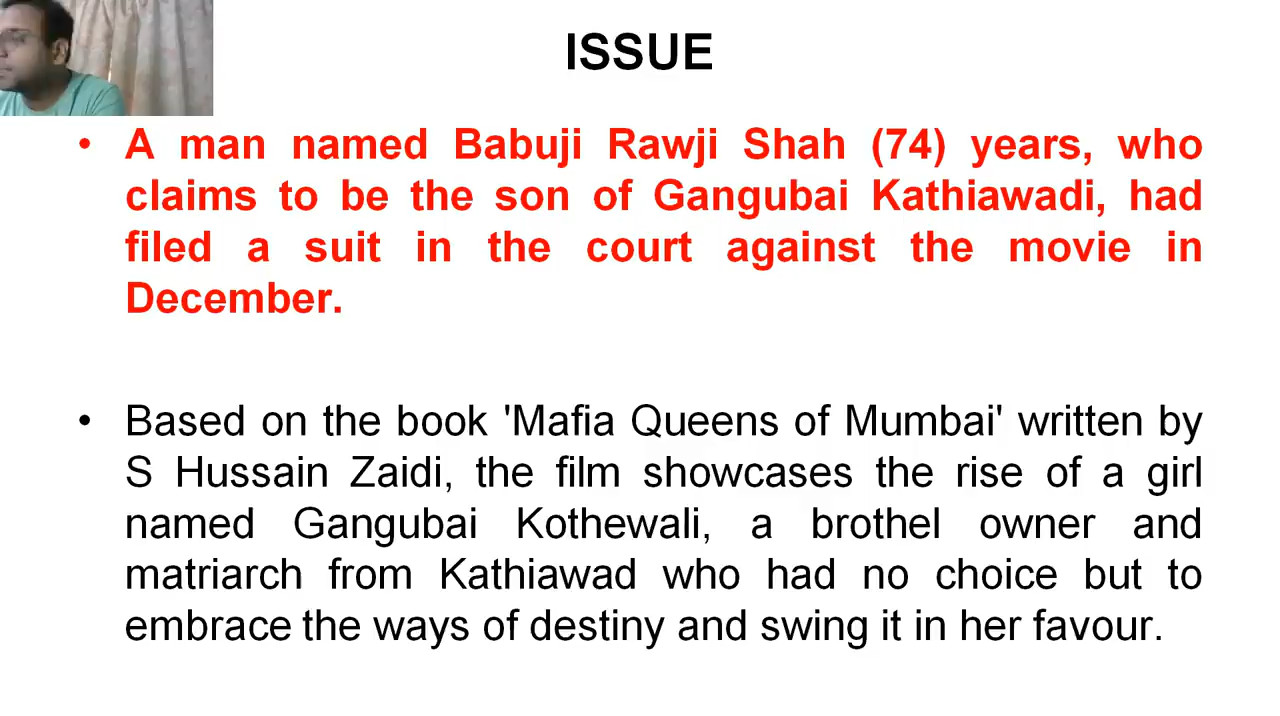 ISSUE
• A man named Babuji Rawji Shah (74) years, who
claims to be the son of Gangubai Kathiawadi, had
filed a suit in the court against the movie in
December.
• Based on the book 'Mafia Queens of Mumbai' written by
S Hussain Zaidi, the film showcases the rise of a girl
named Gangubai Kothewali, a brothel owner and
matriarch from Kathiawad who had no choice but to
embrace the ways of destiny and swing it in her favour.